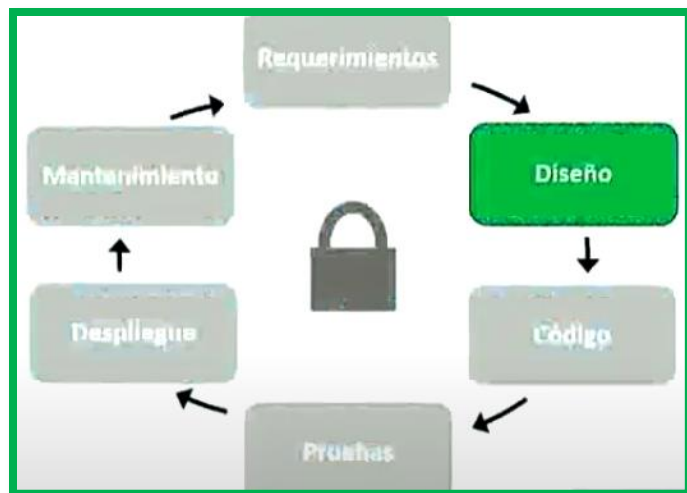 Requerimientos
Diseño
Código
Pruebas
Despliegue
Mantenimiento